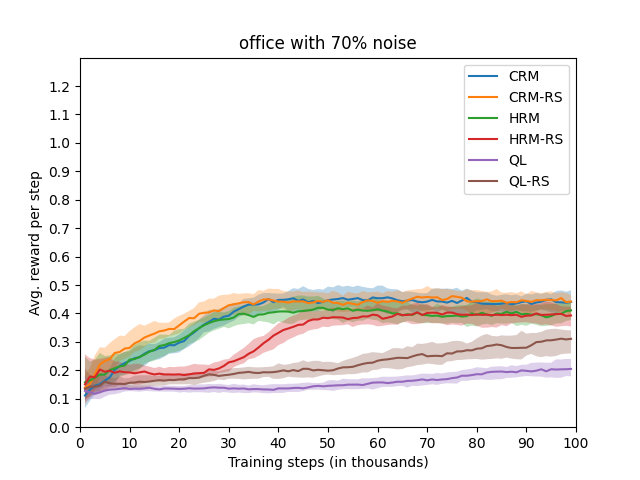 office with 70% noise
CRM
CRM-RS
HRM
HRM-RS
QL
QL-RS
Avg. reward per step
1.2
1.1
1.0
0.9
0.8
0.7
0.6
0.5
0.4
0.3
0.2
0.1
0.0
0 10 20 30 40 50 60 70 80 90 100
Training steps (in thousands)